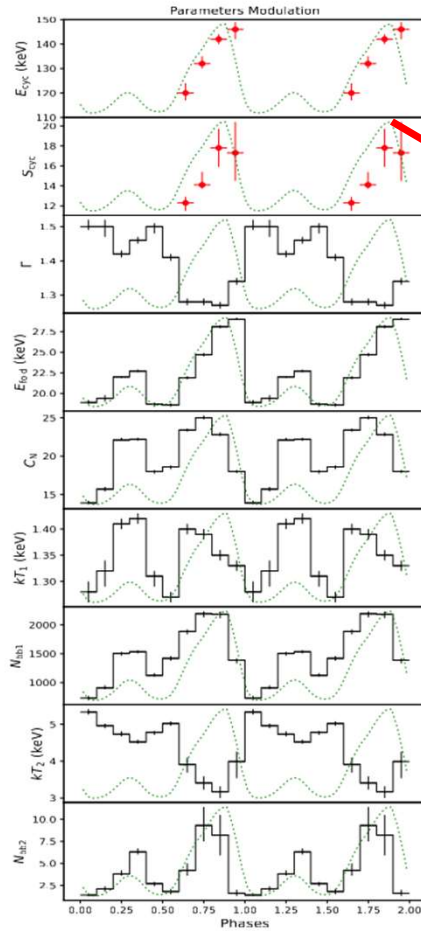 Parameters Modulation
150
140
130
120
110
E_cyc (keV)
20
18
16
14
12
S_cyc
1.5
1.4
1.3
Γ
27.5
25.0
22.5
20.0
E_fold (keV)
25
20
15
C_N
1.40
1.35
1.30
kT_1 (keV)
2000
1500
1000
N_bb1
5
4
3
kT_2 (keV)
10.0
7.5
5.0
2.5
N_bb2
0.00 0.25 0.50 0.75 1.00 1.25 1.50 1.75 2.00
Phases